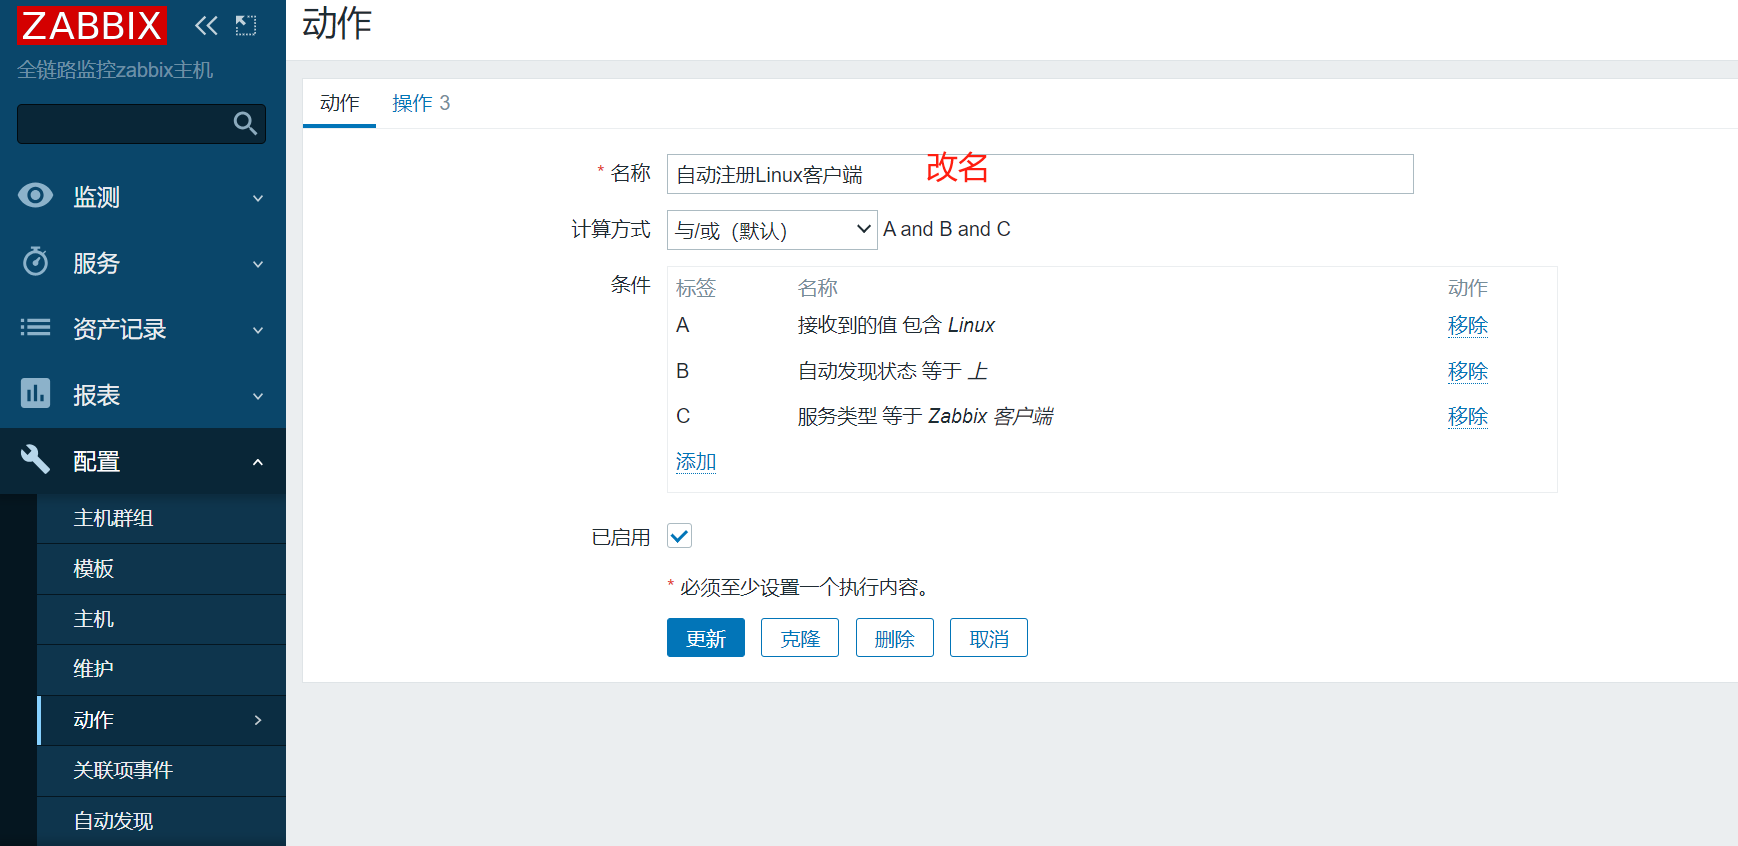 ZABBIX
全链路监控zabbix主机
监测
服务
资产记录
报表
配置
主机群组
模板
主机
维护
动作
关联项事件
自动发现
动作
动作 操作 3
* 名称 自动注册Linux客户端 改名
计算方式 与/或（默认） A and B and C
条件 标签 名称 动作
A 接收到的值 包含 Linux 移除
B 自动发现状态 等于 上 移除
C 服务类型 等于 Zabbix 客户端 移除
添加
已启用
* 必须至少设置一个执行内容。
更新 克隆 删除 取消